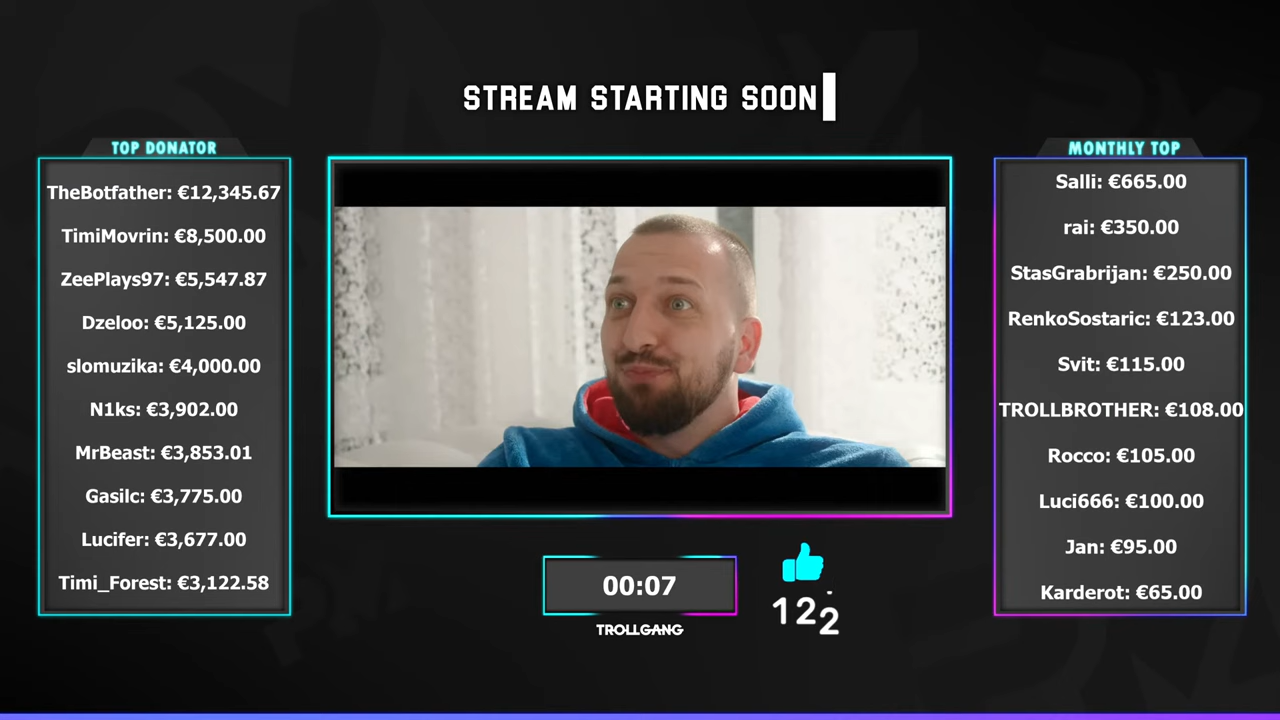 STREAM STARTING SOON
TOP DONATOR
TheBotfather: €12,345.67
TimiMovrin: €8,500.00
ZeePlays97: €5,547.87
Dzeloo: €5,125.00
slomuzika: €4,000.00
N1ks: €3,902.00
MrBeast: €3,853.01
Gasilc: €3,775.00
Lucifer: €3,677.00
Timi_Forest: €3,122.58
00:07
TROLLGANG
122
MONTHLY TOP
Salli: €665.00
rai: €350.00
StasGrabrijan: €250.00
RenkoSostaric: €123.00
Svit: €115.00
TROLLBROTHER: €108.00
Rocco: €105.00
Luci666: €100.00
Jan: €95.00
Karderot: €65.00